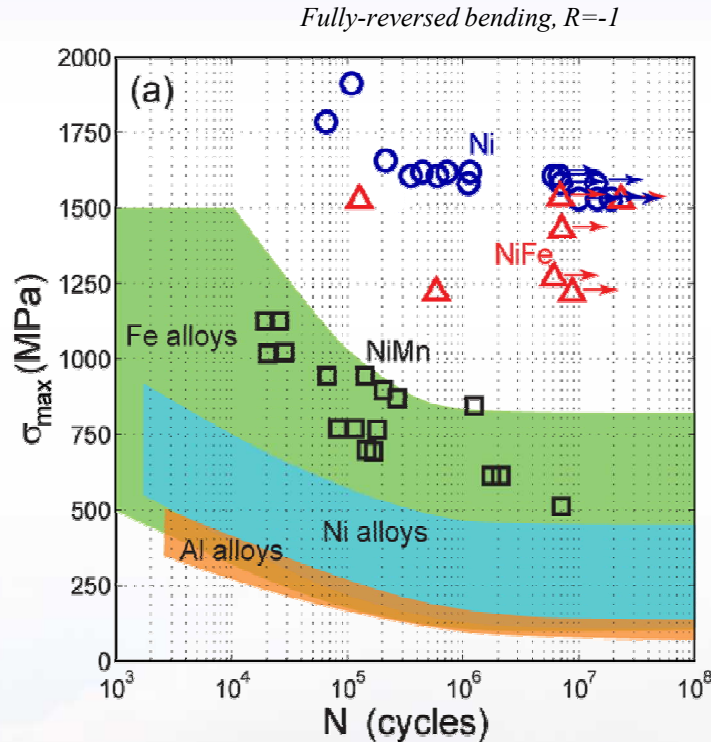 Fully-reversed bending, R=-1
(a)
2000
1750
1500
1250
1000
750
500
250
0
σmax (MPa)
Ni
NiFe
Fe alloys
NiMn
Ni alloys
Al alloys
10³ 10⁴ 10⁵ 10⁶ 10⁷ 10⁸
N (cycles)